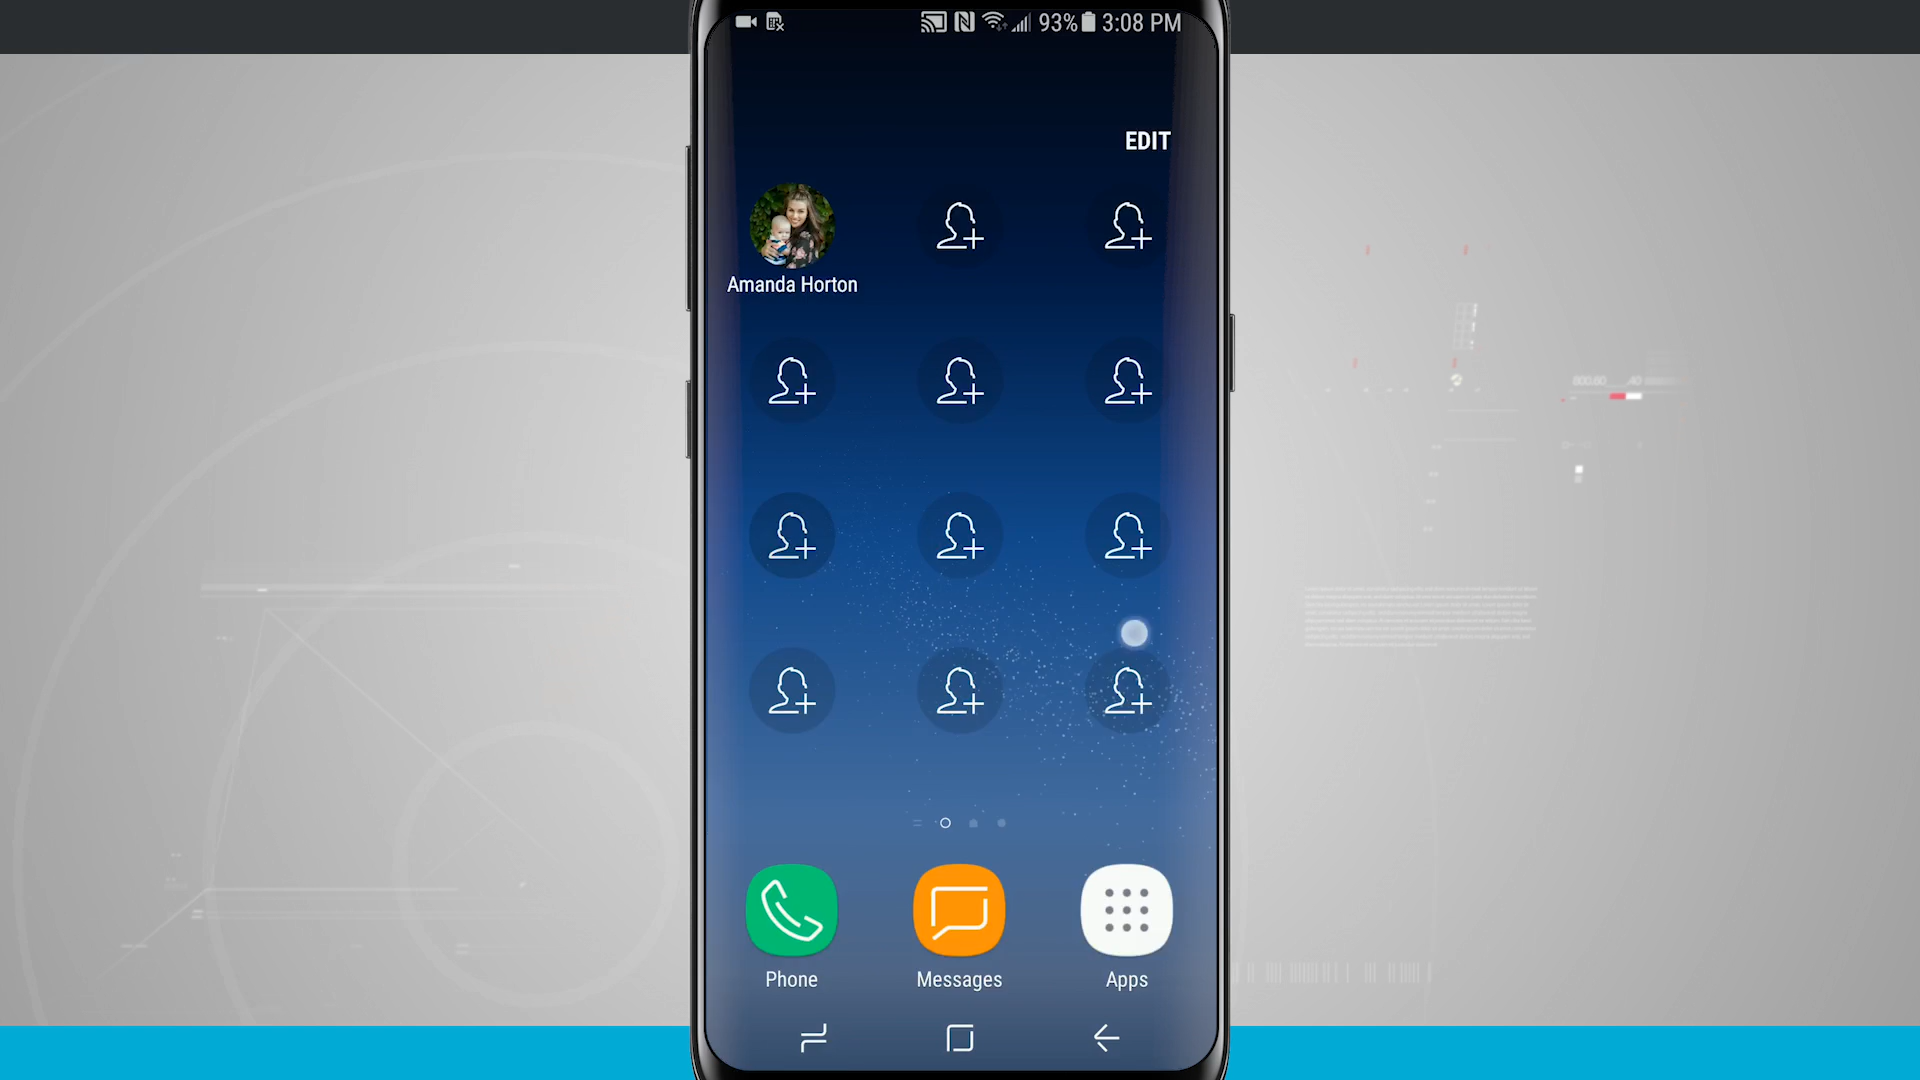 93% 3:08 PM
EDIT
Amanda Horton
Phone
Messages
Apps